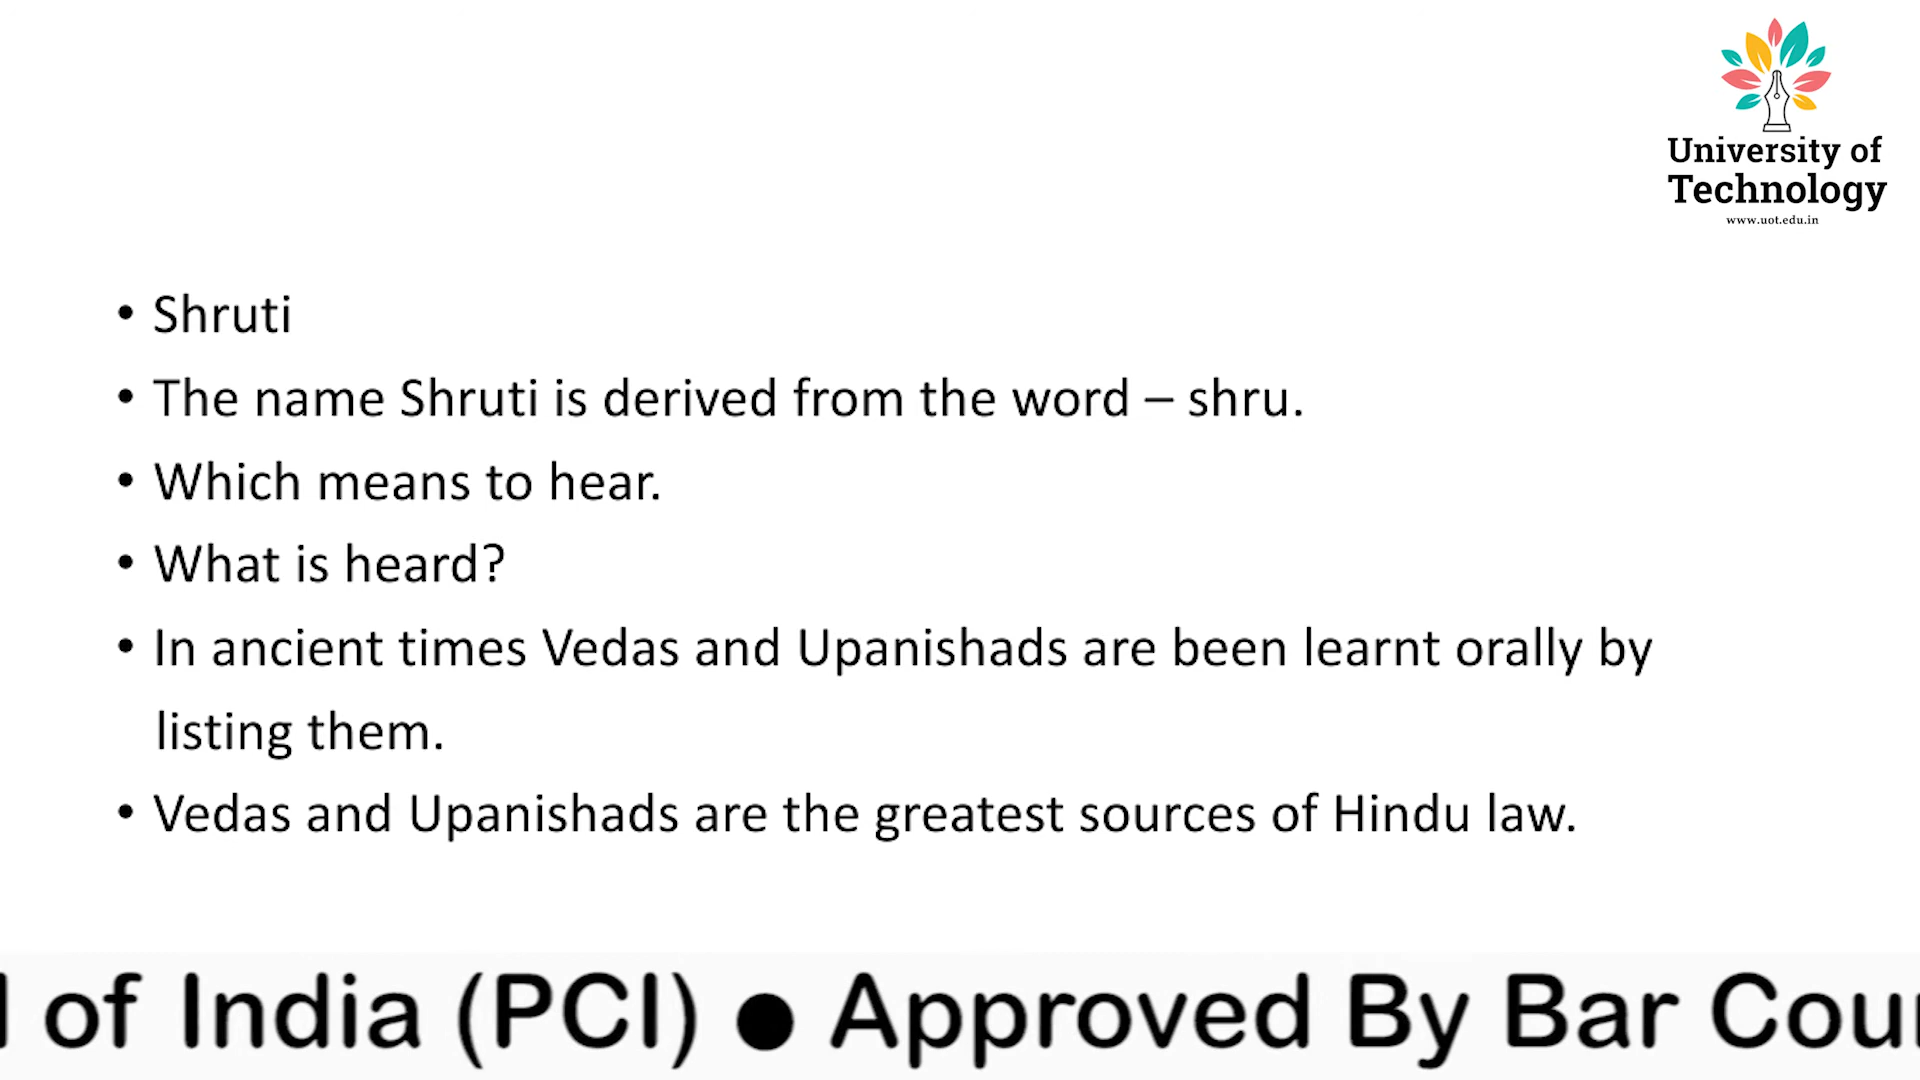 University of
Technology
www.uot.edu.in
• Shruti
• The name Shruti is derived from the word – shru.
• Which means to hear.
• What is heard?
• In ancient times Vedas and Upanishads are been learnt orally by
listing them.
• Vedas and Upanishads are the greatest sources of Hindu law.
of India (PCI) ● Approved By Bar